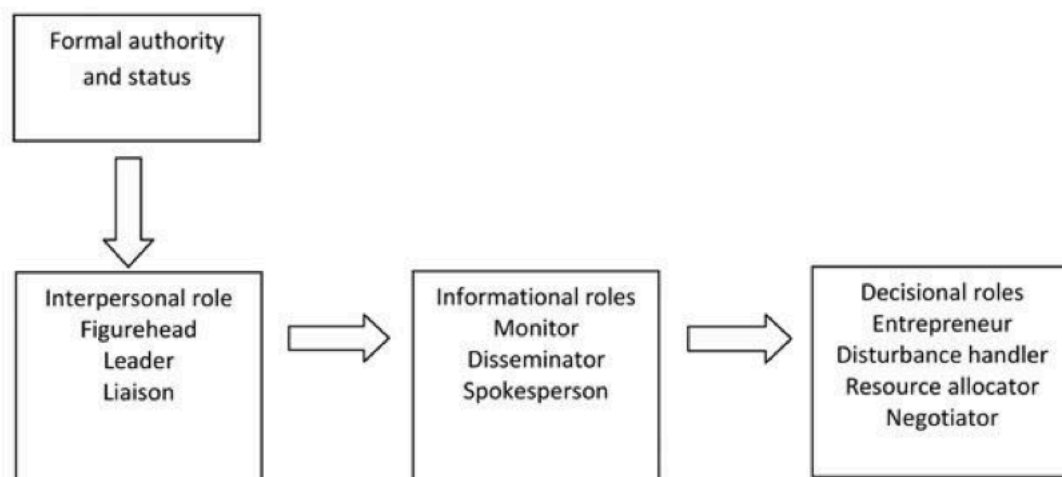 Formal authority
and status
Interpersonal role
Figurehead
Leader
Liaison
Informational roles
Monitor
Disseminator
Spokesperson
Decisional roles
Entrepreneur
Disturbance handler
Resource allocator
Negotiator